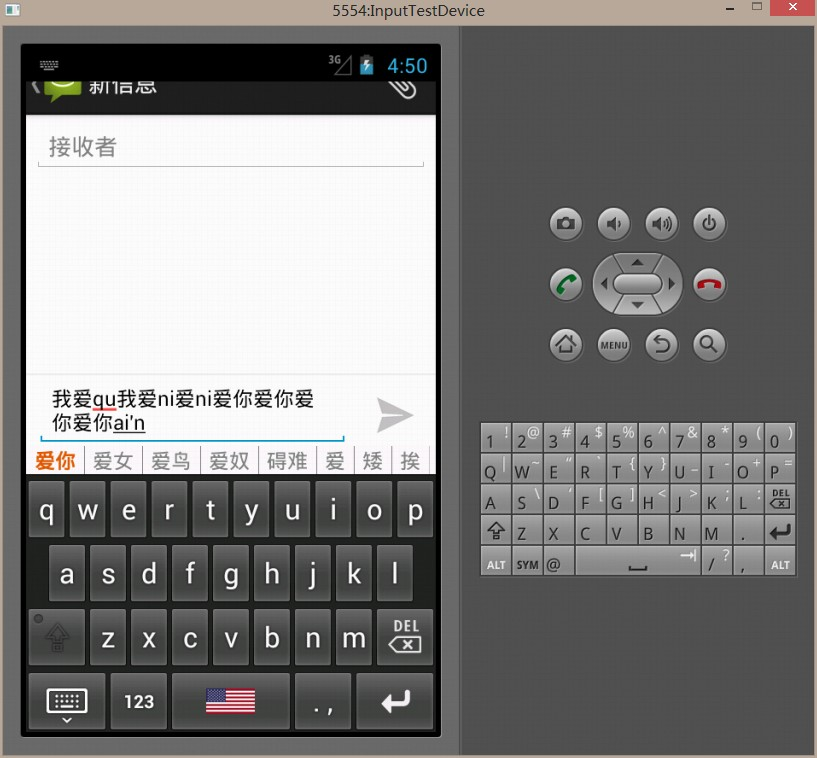 5554:InputTestDevice
3G 4:50
新信息
接收者
我爱qu我爱ni爱ni爱你爱你爱
你爱你ai'n
爱你 爱女 爱鸟 爱奴 碍难 爱 矮 挨
q w e r t y u i o p
a s d f g h j k l
z x c v b n m DEL
123 . ,
MENU
1 ! 2 @ 3 # 4 $ 5 % 6 ^ 7 & 8 * 9 ( 0 )
Q | W ~ E “ R ` T { Y } U _ I - O + P =
A S \ D ' F [ G ] H < J > K ; L : DEL
Z X C V B N M .
ALT SYM @ / ? , ALT